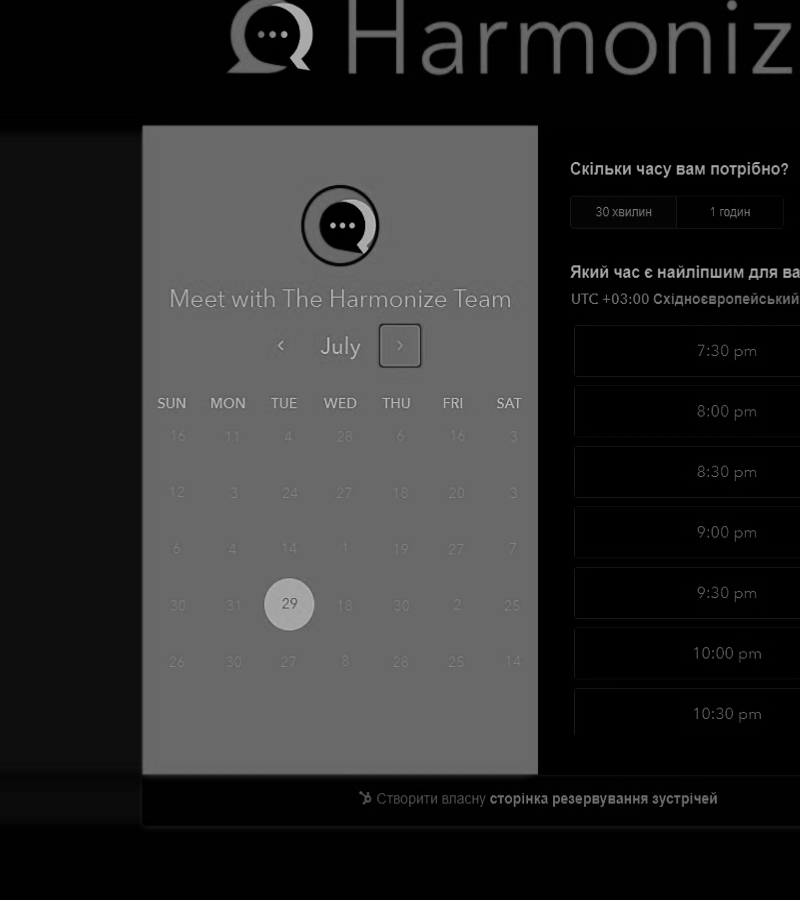 Harmoniz
Meet with The Harmonize Team
July
SUN MON TUE WED THU FRI SAT
16 11 4 28 6 16 3
12 3 24 27 18 20 3
6 4 14 1 19 27 7
30 31 29 18 30 2 25
26 30 27 8 28 25 14
Скільки часу вам потрібно?
30 хвилин 1 годин
Який час є найліпшим для ва
UTC +03:00 Східноєвропейський
7:30 pm
8:00 pm
8:30 pm
9:00 pm
9:30 pm
10:00 pm
10:30 pm
Створити власну сторінка резервування зустрічей